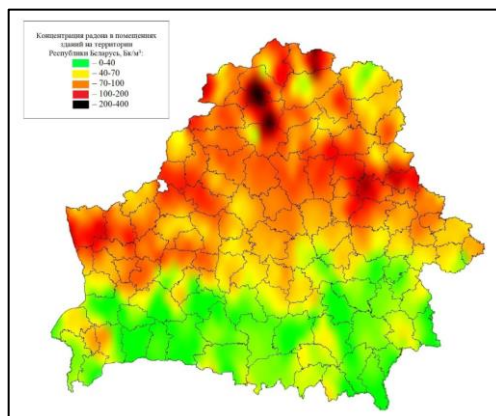 Концентрация радона в помещениях
зданий на территории
Республики Беларусь, Бк/м³:
– 0-40
– 40-70
– 70-100
– 100-200
– 200-400